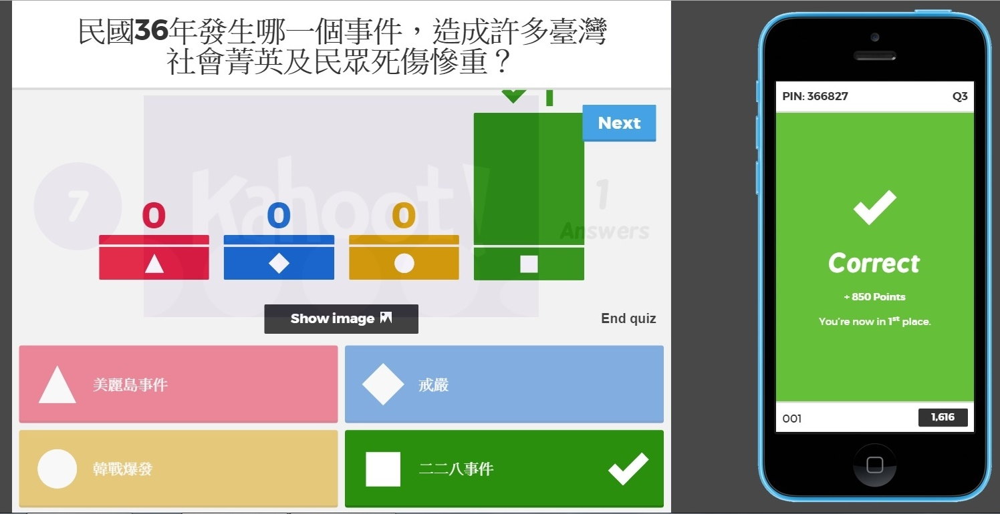 民國36年發生哪一個事件，造成許多臺灣
社會菁英及民眾死傷慘重？
Next
7
Kahoot!
1
Answers
0
0
0
Show image
End quiz
美麗島事件
戒嚴
韓戰爆發
二二八事件
PIN: 366827
Q3
Correct
+ 850 Points
You're now in 1st place.
001
1,616